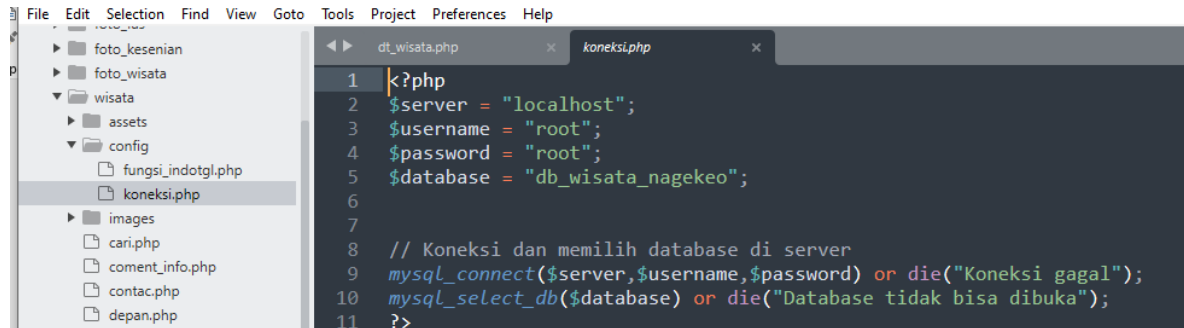 File Edit Selection Find View Goto Tools Project Preferences Help
foto_kesenian
foto_wisata
wisata
assets
config
fungsi_indotgl.php
koneksi.php
images
cari.php
coment_info.php
contac.php
depan.php
dt_wisata.php × koneksi.php ×
1 <?php
2 $server = "localhost";
3 $username = "root";
4 $password = "root";
5 $database = "db_wisata_nagekeo";
6
7
8 // Koneksi dan memilih database di server
9 mysql_connect($server,$username,$password) or die("Koneksi gagal");
10 mysql_select_db($database) or die("Database tidak bisa dibuka");
11 ?>